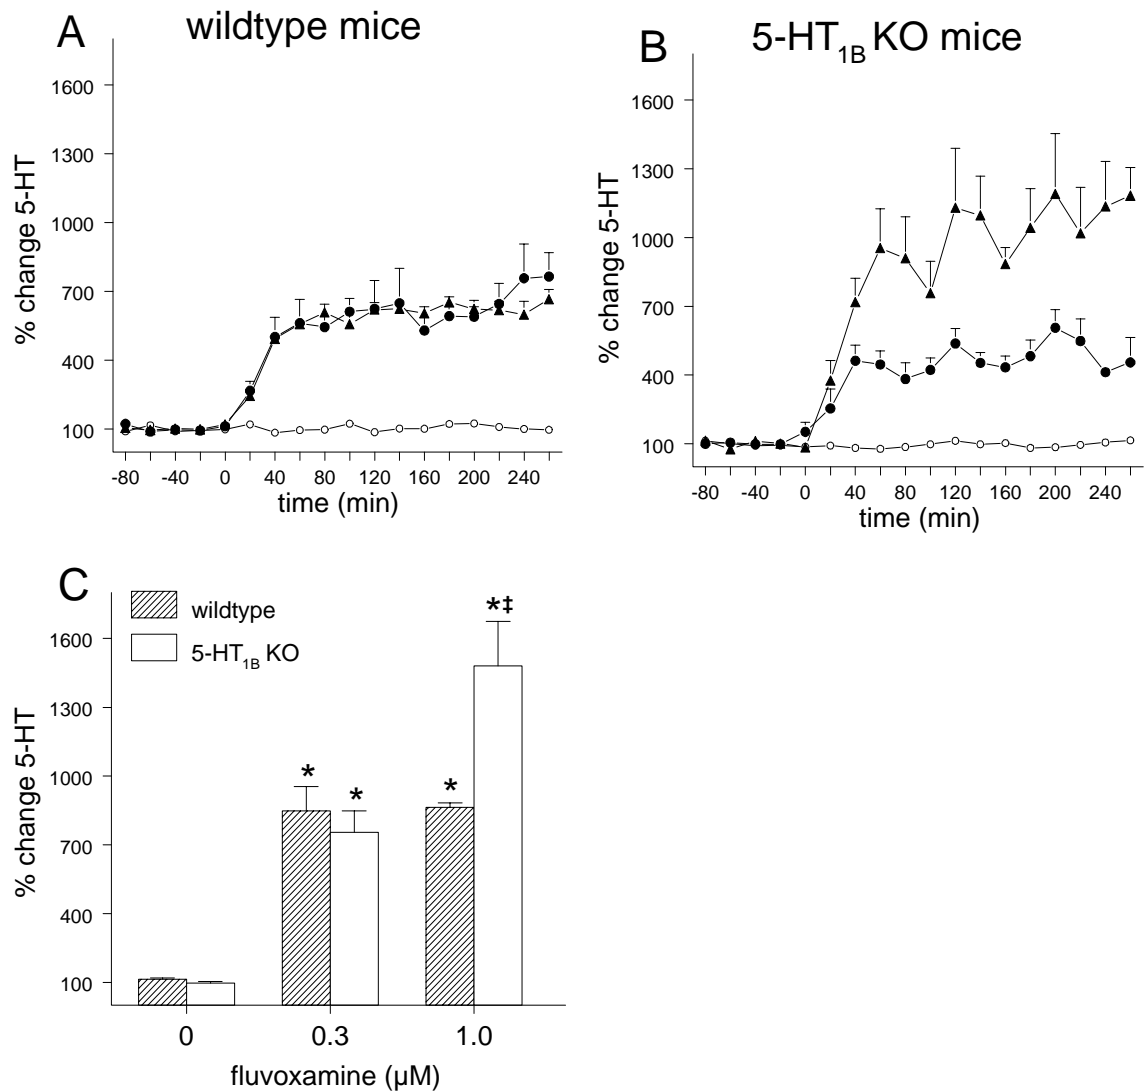 A
wildtype mice
1600
1300
1000
700
400
100
% change 5-HT
-80 -40 0 40 80 120 160 200 240
time (min)
B
5-HT1B KO mice
1600
1300
1000
700
400
100
% change 5-HT
-80 -40 0 40 80 120 160 200 240
time (min)
C
wildtype
5-HT1B KO
1600
1300
1000
700
400
100
% change 5-HT
*
*
*
*‡
0 0.3 1.0
fluvoxamine (µM)